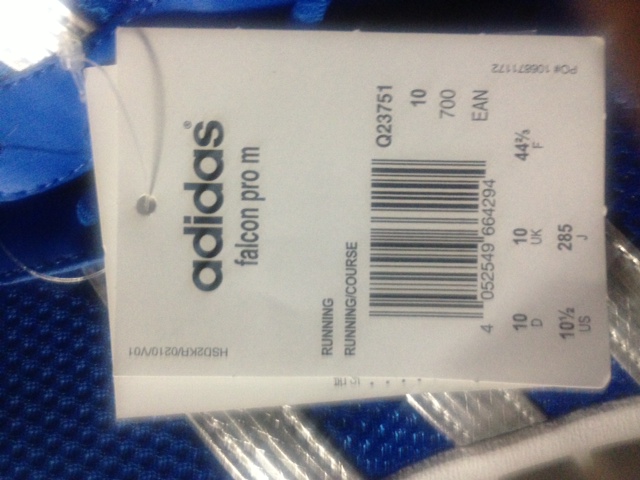 adidas®
falcon pro m
RUNNING
RUNNING/COURSE
Q23751
10
700
EAN
4 052549 664294
10 D
10 UK
44⅔ F
10½ US
285 J
HSD2KR/0210/V01
PO# 106871172